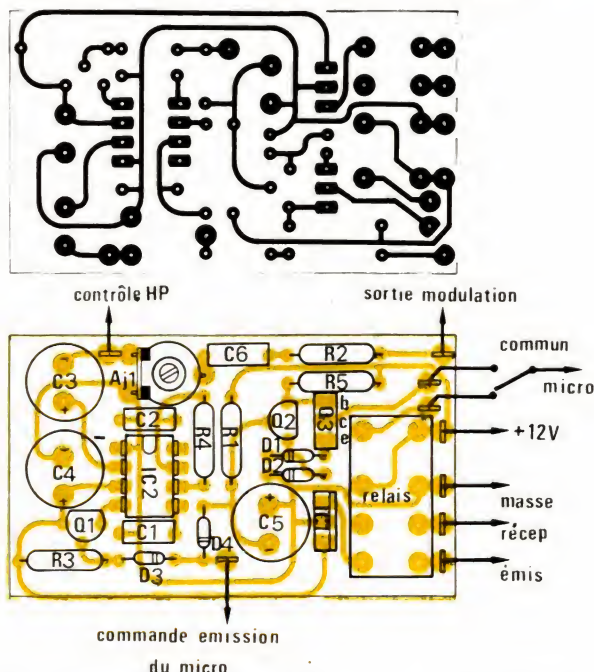 contrôle HP
sortie modulation
commun
micro
+12V
masse
récep
émis
C3
Aj1
C6
R2
R5
C2
b
c
e
Q3
Q2
R4
R1
D1
D2
relais
IC2
C4
+
-
Q1
C1
C5
+
-
D4
R3
D3
commande emission
du micro